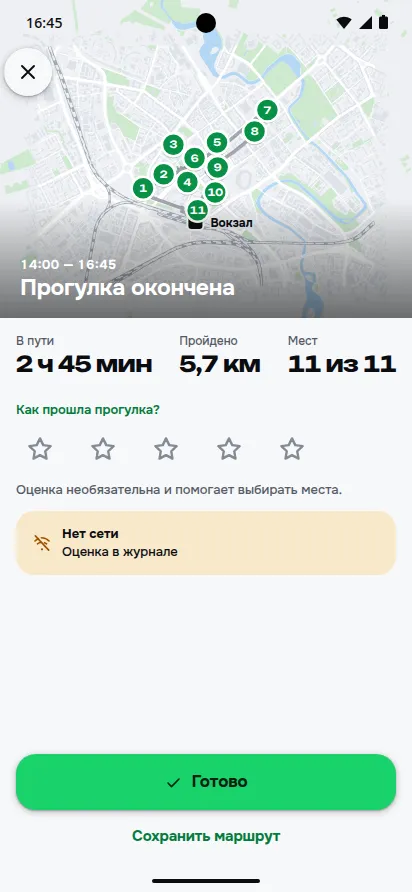 16:45
7
8
5
3
6
9
2
4
1
10
11
Вокзал
14:00 — 16:45
Прогулка окончена
В пути Пройдено Мест
2 ч 45 мин 5,7 км 11 из 11
Как прошла прогулка?
Оценка необязательна и помогает выбирать места.
Нет сети
Оценка в журнале
Готово
Сохранить маршрут